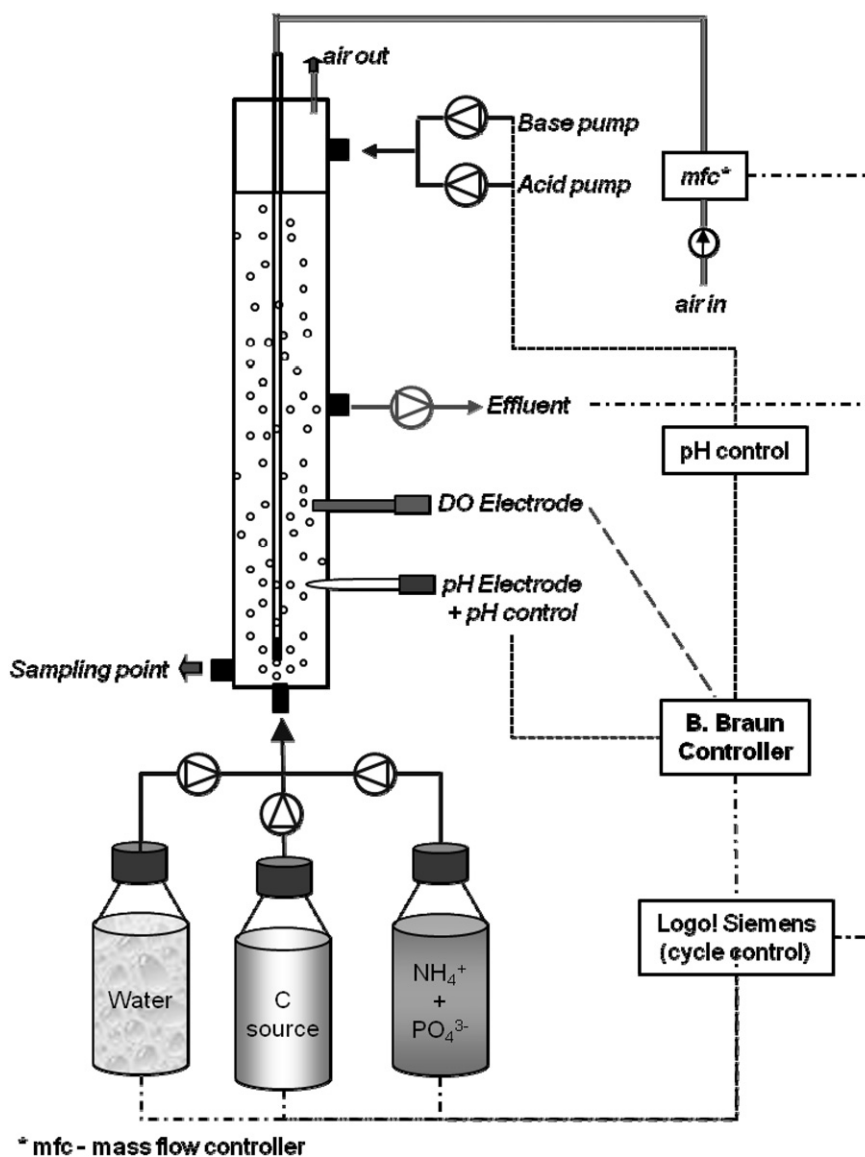 air out
Base pump
Acid pump
mfc*
air in
Effluent
pH control
DO Electrode
pH Electrode
+ pH control
Sampling point
B. Braun
Controller
Logo! Siemens
(cycle control)
Water
C
source
NH₄⁺
+
PO₄³⁻
* mfc - mass flow controller